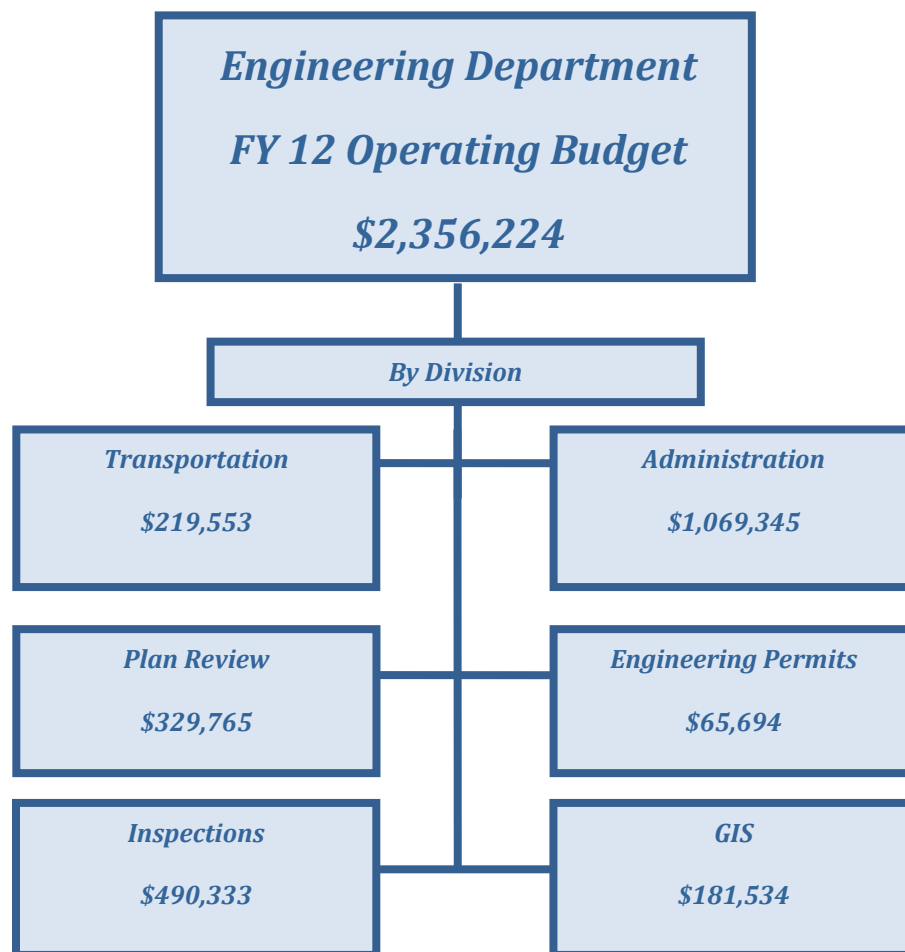 Engineering Department
FY 12 Operating Budget
$2,356,224
By Division
Transportation
$219,553
Administration
$1,069,345
Plan Review
$329,765
Engineering Permits
$65,694
Inspections
$490,333
GIS
$181,534